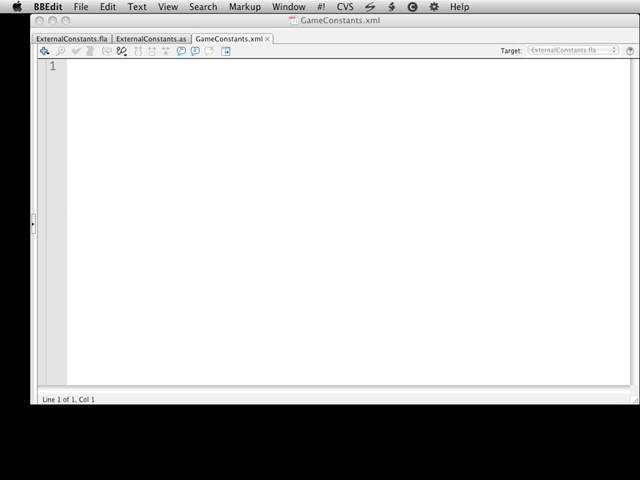 BBEdit File Edit Text View Search Markup Window #! CVS Help
GameConstants.xml
ExternalConstants.fla ExternalConstants.as GameConstants.xml ×
Target: ExternalConstants.fla
1
Line 1 of 1, Col 1